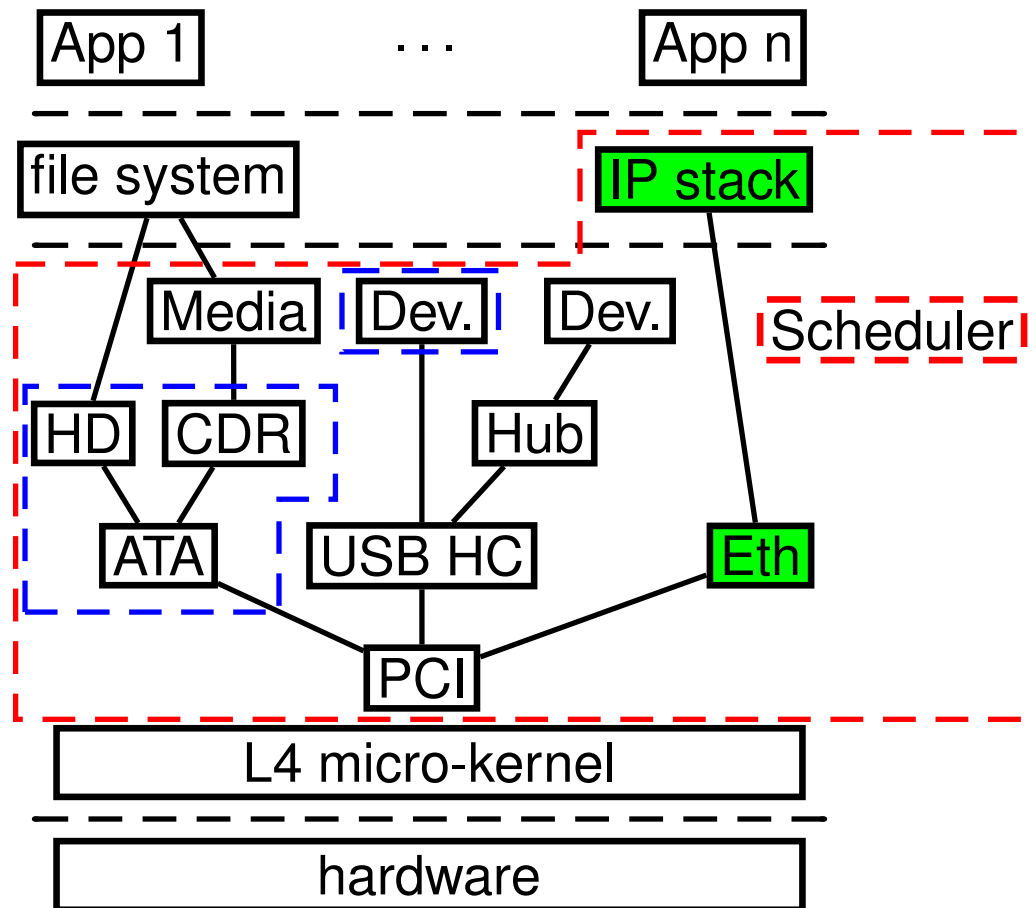 App 1
. . .
App n
file system
IP stack
Media
Dev.
Dev.
Scheduler
HD
CDR
Hub
ATA
USB HC
Eth
PCI
L4 micro-kernel
hardware